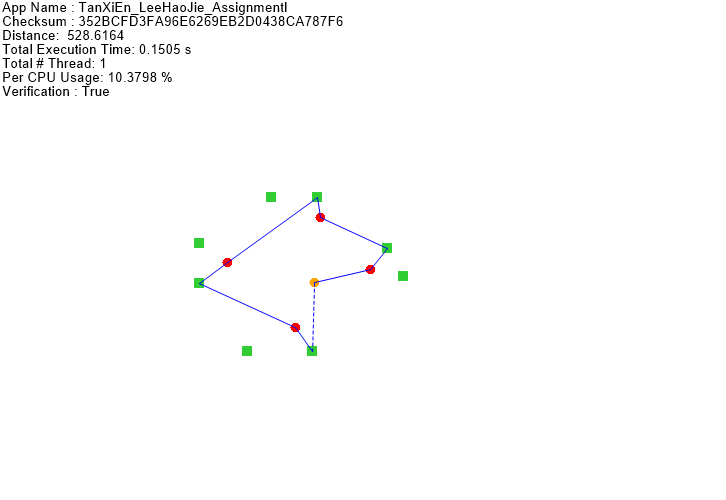 App Name : TanXiEn_LeeHaoJie_AssignmentI
Checksum : 352BCFD3FA96E6269EB2D0438CA787F6
Distance:  528.6164
Total Execution Time: 0.1505 s
Total # Thread: 1
Per CPU Usage: 10.3798 %
Verification : True